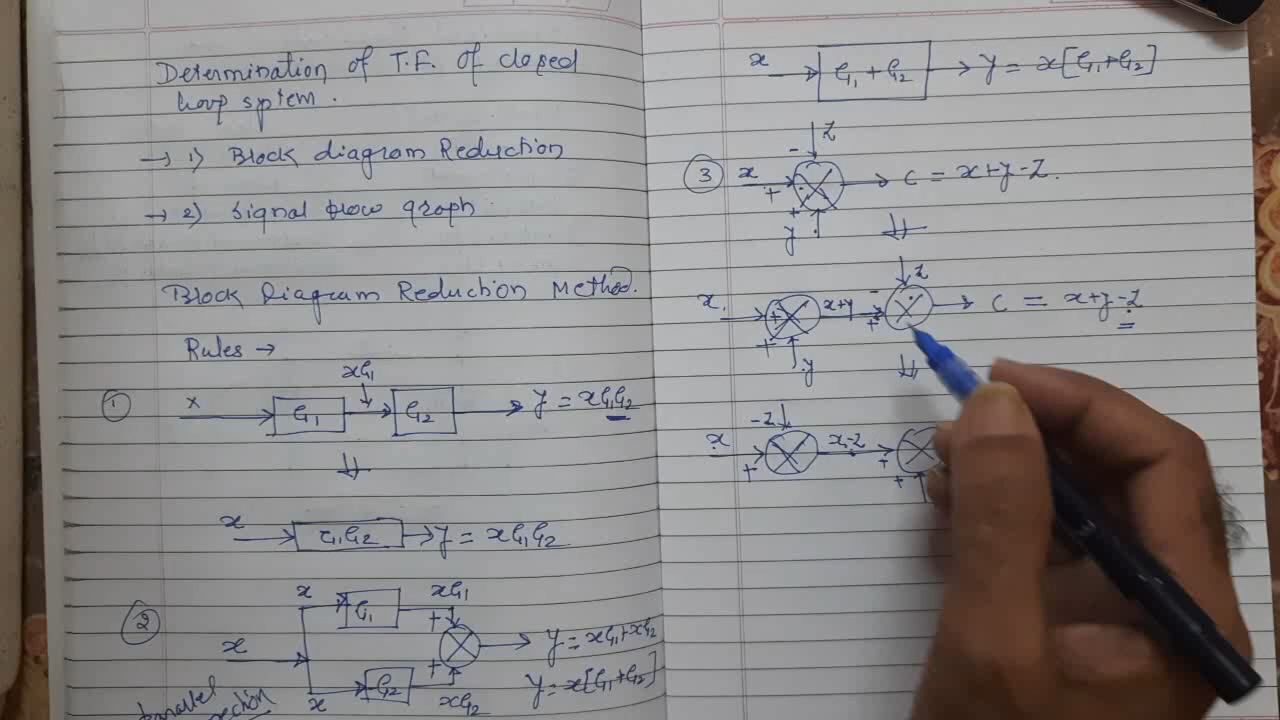 Determination of T.F. of closed
loop system.
→ 1) Block diagram Reduction
→ 2) Signal flow graph
Block Diagram Reduction Method.
Rules →
① x G₁ xG₁ G₂ y = xG₁G₂
⇓
x G₁G₂ y = xG₁G₂
② x x G₁ xG₁ + y = xG₁+xG₂
x G₂ xG₂ + y = x[G₁+G₂]
Parallel
x G₁ + G₂ y = x[G₁+G₂]
③ x + - z + y c = x+y-z.
⇓
x + + y x+y + - z c = x+y-z
⇓
x + -z x-z + +